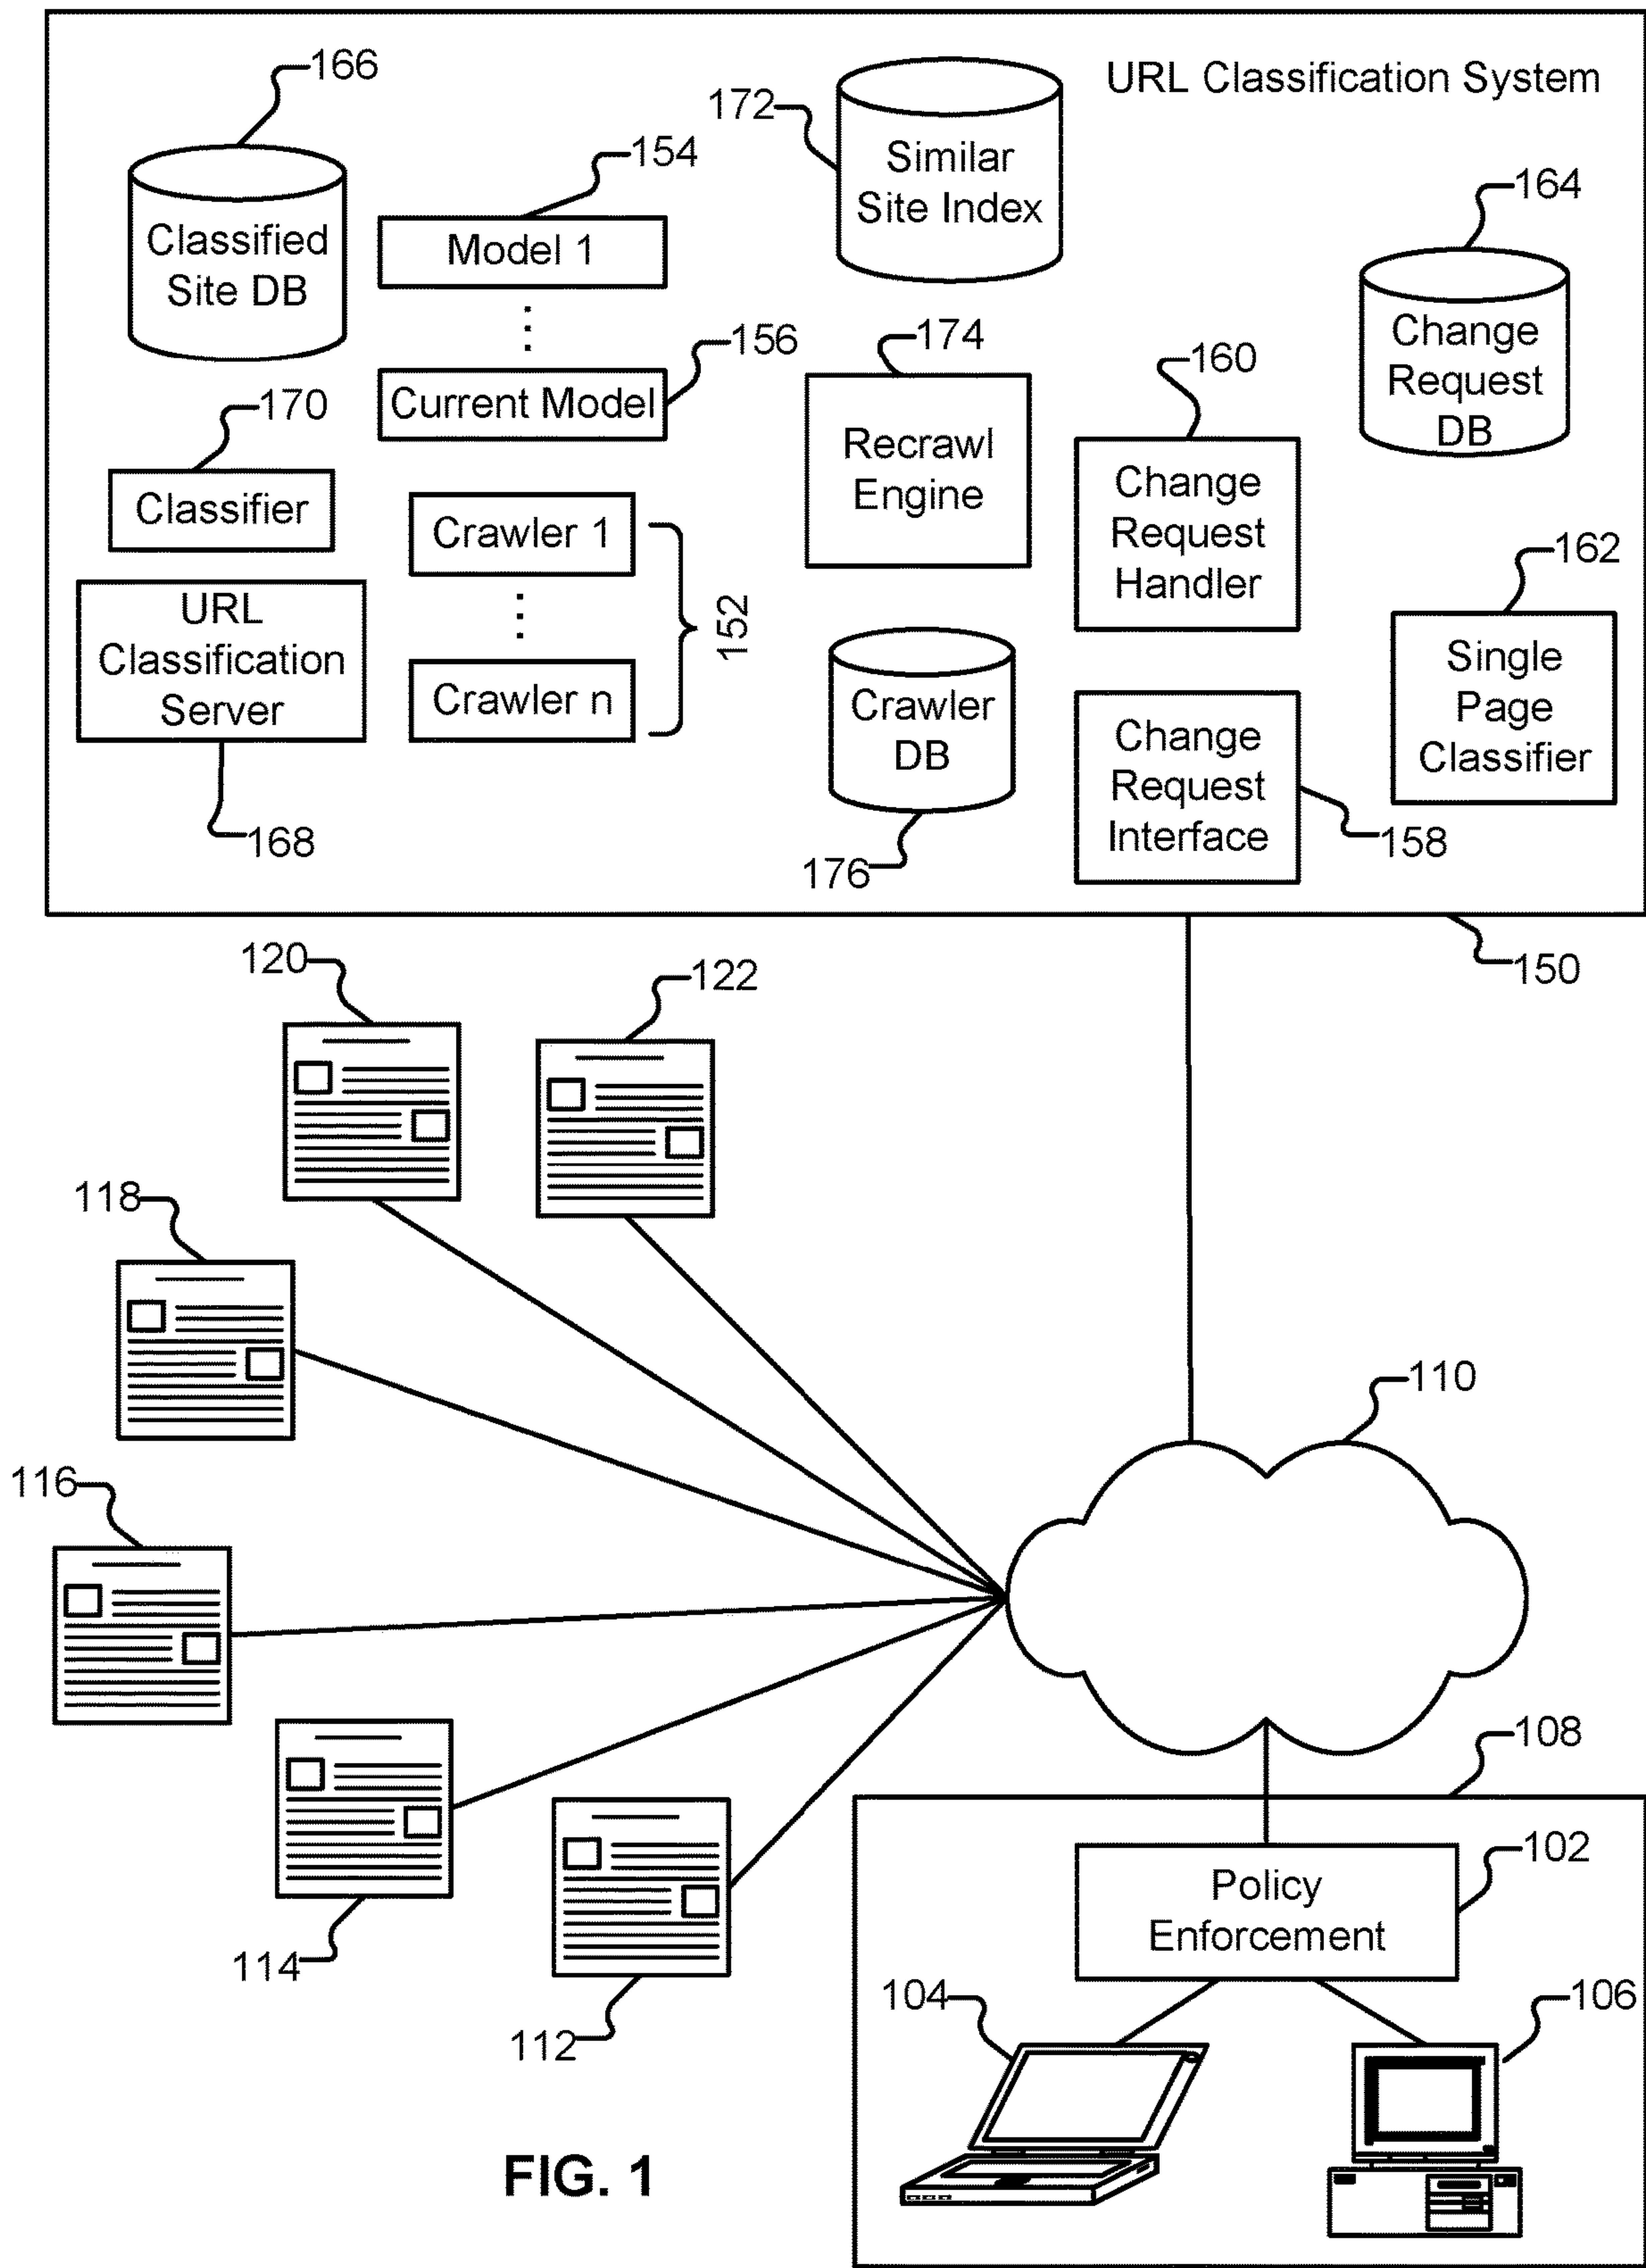 URL Classification System
166
Classified
Site DB
154
Model 1
⋮
156
Current Model
172
Similar
Site Index
164
Change
Request
DB
170
Classifier
174
Recrawl
Engine
160
Change
Request
Handler
Crawler 1
⋮
Crawler n
152
162
Single
Page
Classifier
URL
Classification
Server
168
Crawler
DB
176
Change
Request
Interface
158
150
120
122
118
110
116
108
114
112
102
Policy
Enforcement
104
106
FIG. 1